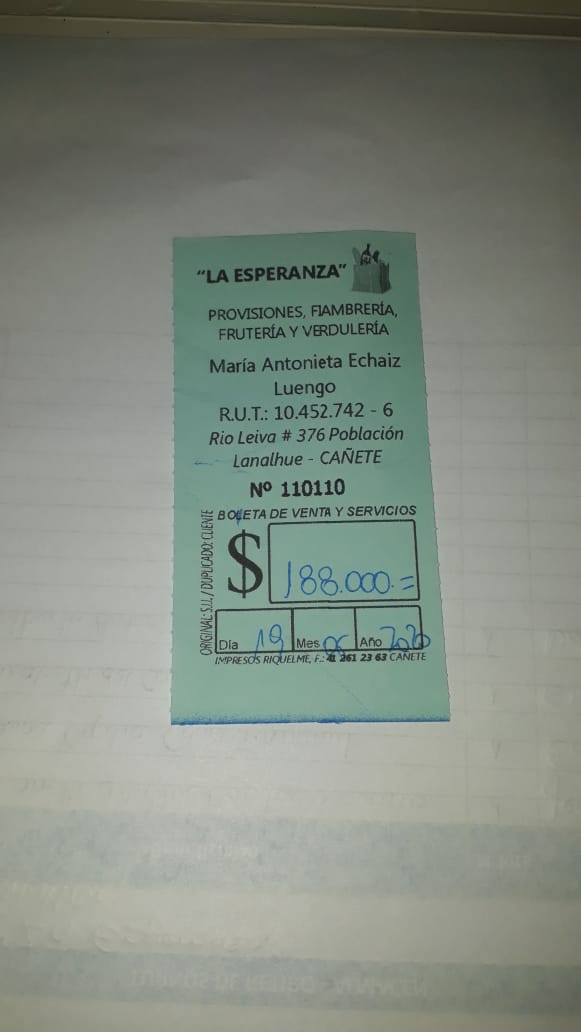 "LA ESPERANZA"
PROVISIONES, FIAMBRERÍA,
FRUTERÍA Y VERDULERÍA
María Antonieta Echaiz
Luengo
R.U.T.: 10.452.742 - 6
Rio Leiva # 376 Población
Lanalhue - CAÑETE
Nº 110110
BOLETA DE VENTA Y SERVICIOS
ORIGINAL: S.I.I./ DUPLICADO: CLIENTE
$ 188.000.=
Día 19 Mes 06 Año 2020
IMPRESOS RIQUELME, F.: 41 261 23 63 CAÑETE